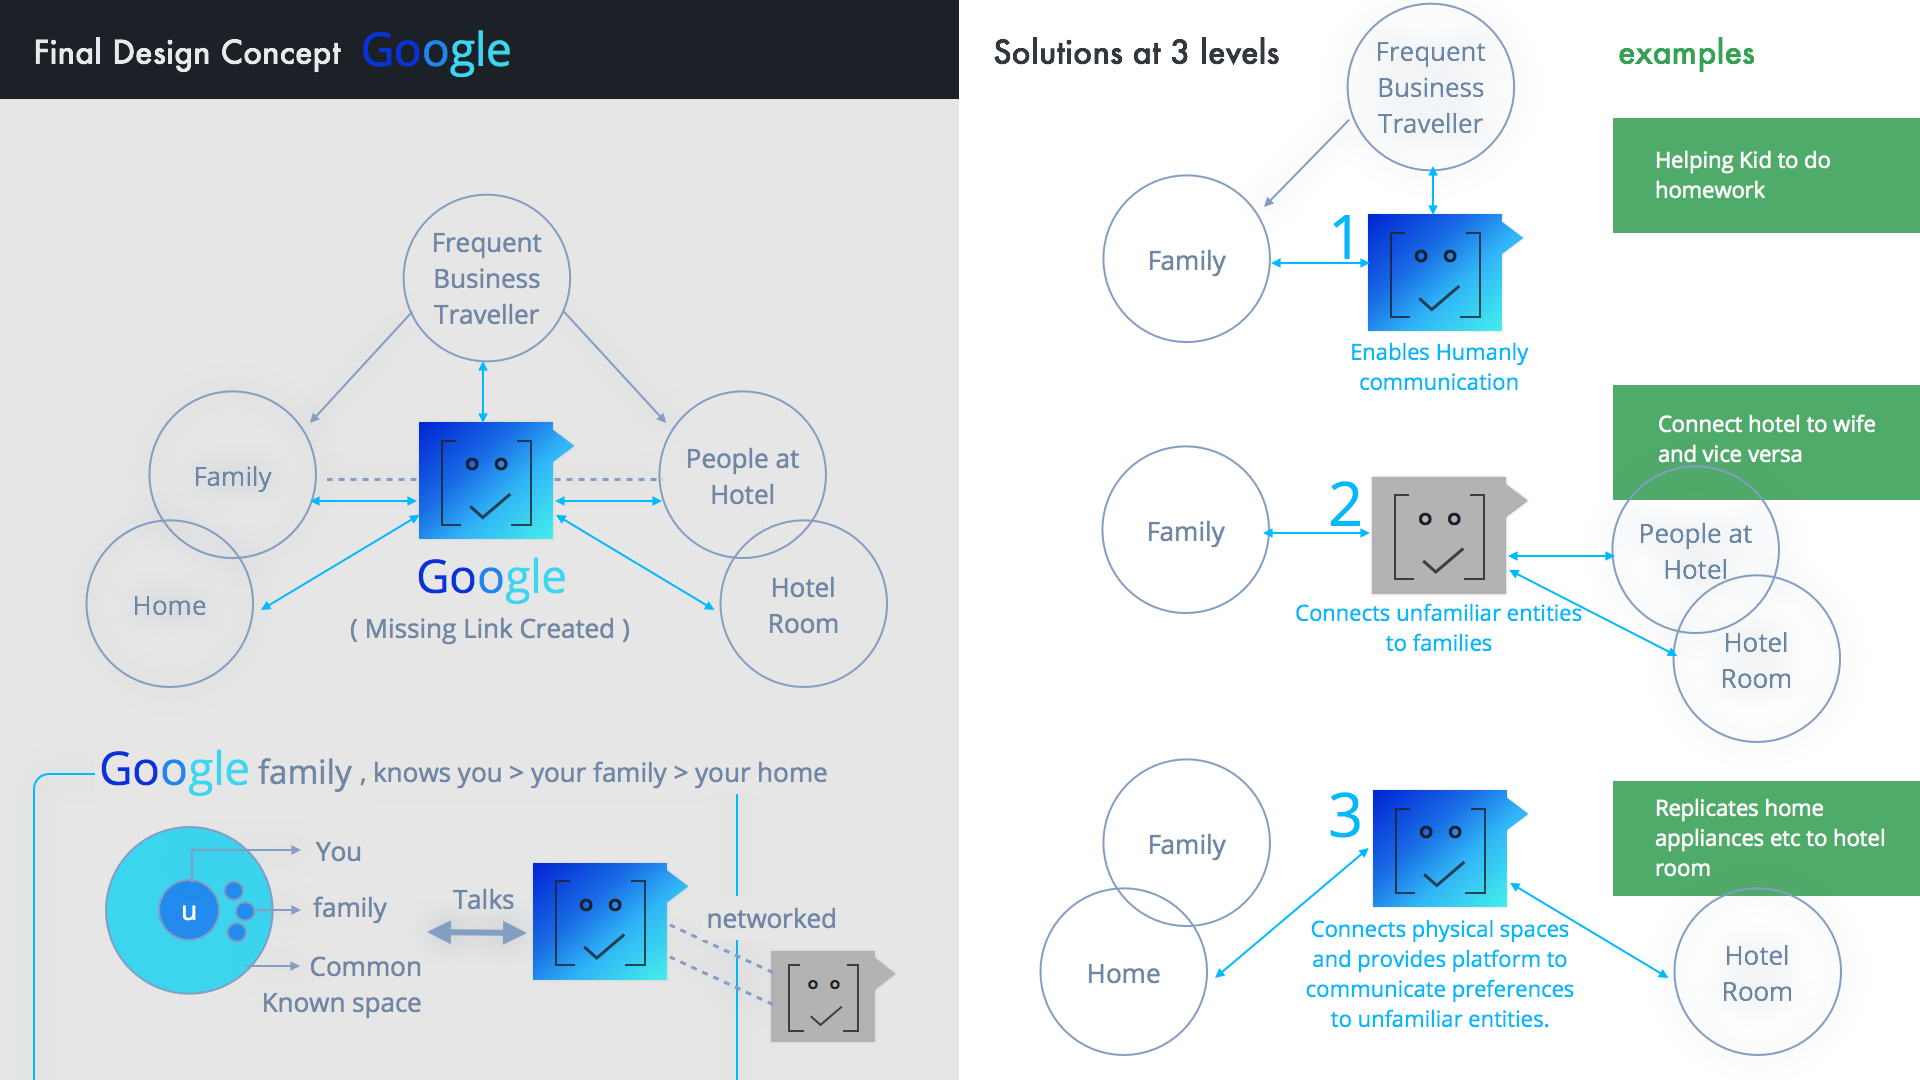 Final Design Concept Google
Frequent
Business
Traveller
Family
People at
Hotel
Home
Hotel
Room
Google
( Missing Link Created )
Google family , knows you > your family > your home
You
u
family
Common
Known space
Talks
networked
Solutions at 3 levels
examples
Frequent
Business
Traveller
Helping Kid to do
homework
1
Family
Enables Humanly
communication
Connect hotel to wife
and vice versa
2
Family
People at
Hotel
Connects unfamiliar entities
to families
Hotel
Room
3
Replicates home
appliances etc to hotel
room
Family
Home
Connects physical spaces
and provides platform to
communicate preferences
to unfamiliar entities.
Hotel
Room